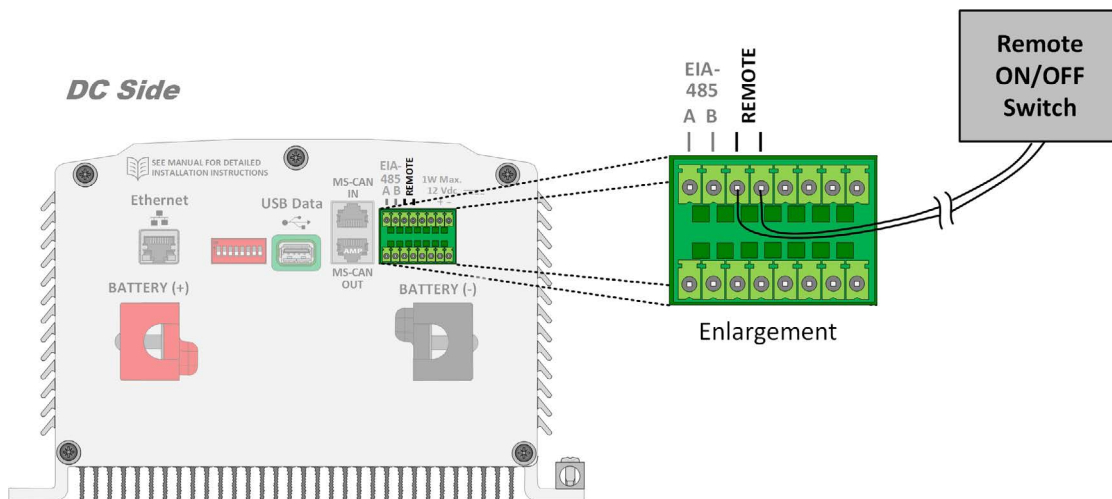 DC Side
SEE MANUAL FOR DETAILED
INSTALLATION INSTRUCTIONS
Ethernet
USB Data
MS-CAN
IN
AMP
MS-CAN
OUT
EIA-
485
A B
REMOTE
1W Max.
12 Vdc
+ -
BATTERY (+)
BATTERY (-)
EIA-
485
A B
REMOTE
Enlargement
Remote
ON/OFF
Switch